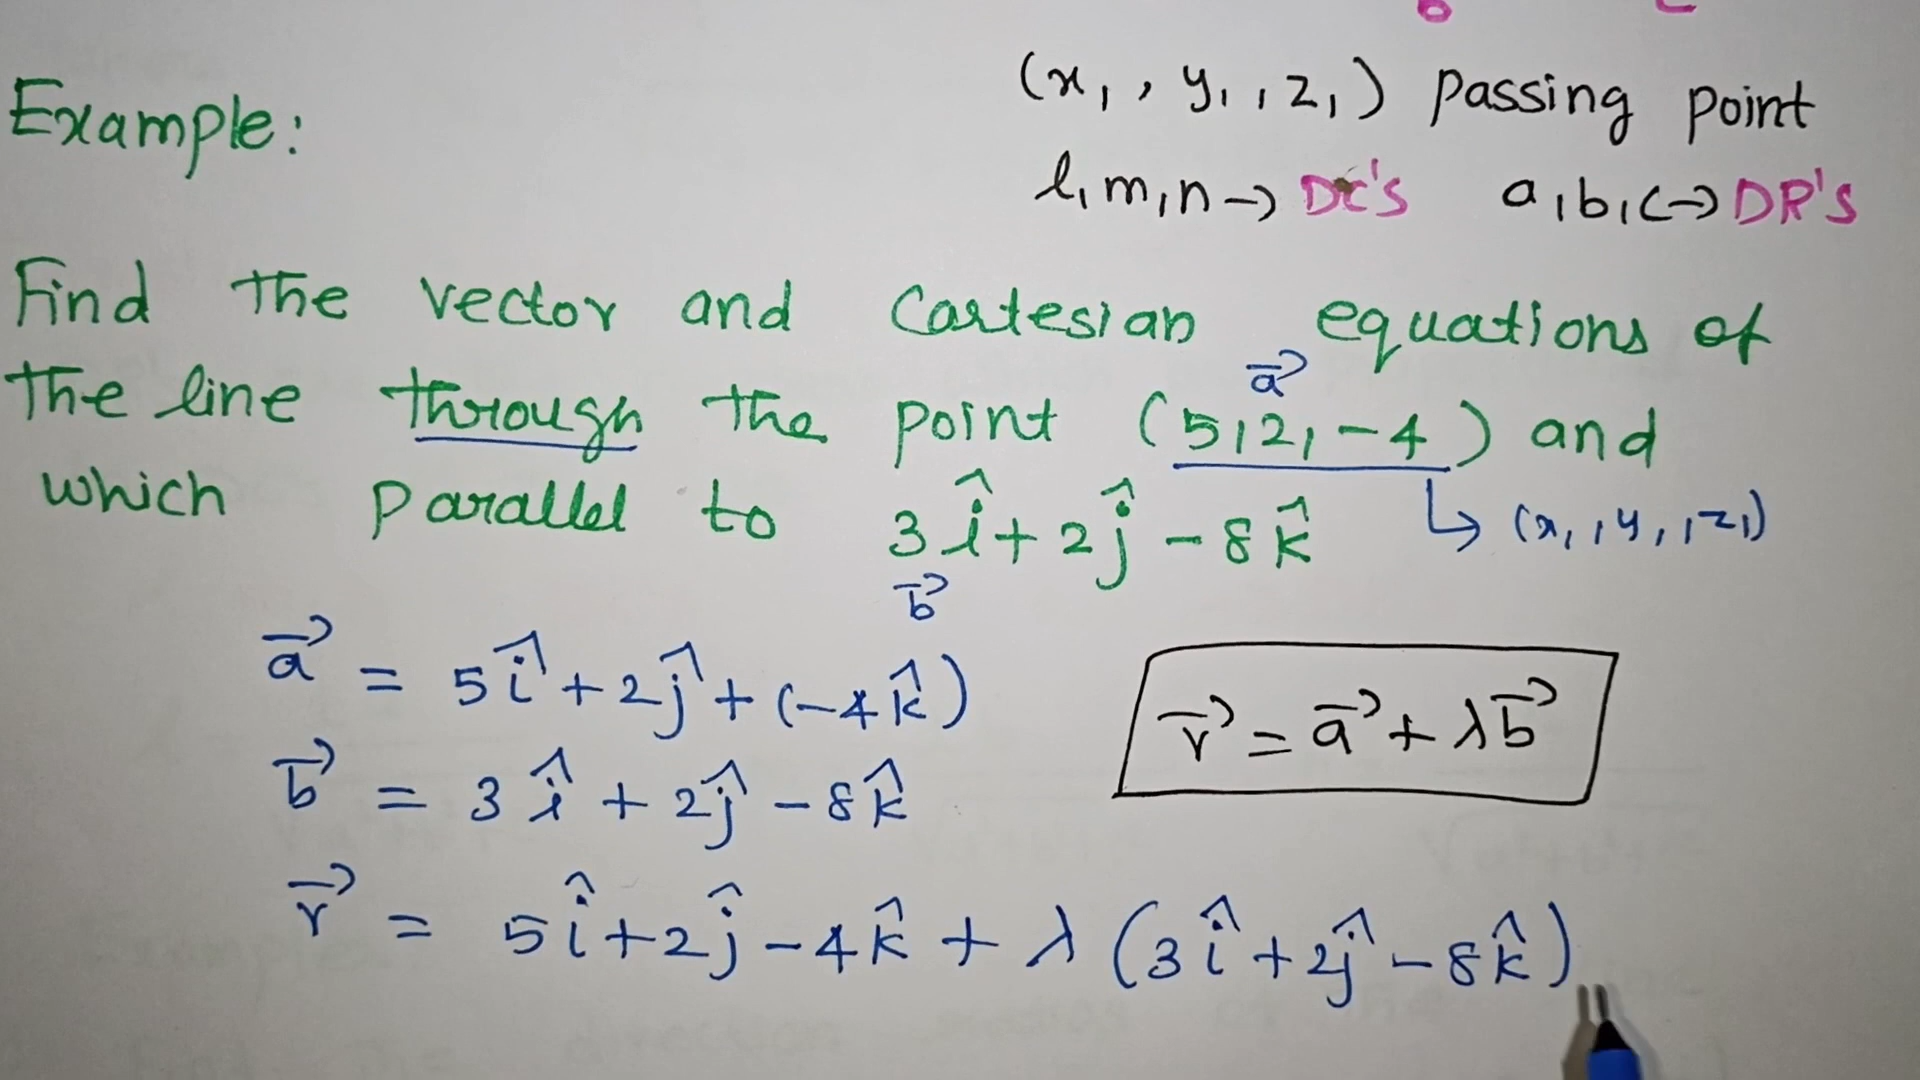 (x₁, y₁, z₁) Passing Point
Example:
l, m, n → DC's a, b, c → DR's
Find the vector and Cartesian equations of
a⃗
the line through the point (5, 2, -4) and
which Parallel to 3î + 2ĵ - 8k̂ ↳ (x₁, y₁, z₁)
b⃗
a⃗ = 5î + 2ĵ + (-4k̂)
r⃗ = a⃗ + λb⃗
b⃗ = 3î + 2ĵ - 8k̂
r⃗ = 5î + 2ĵ - 4k̂ + λ(3î + 2ĵ - 8k̂)